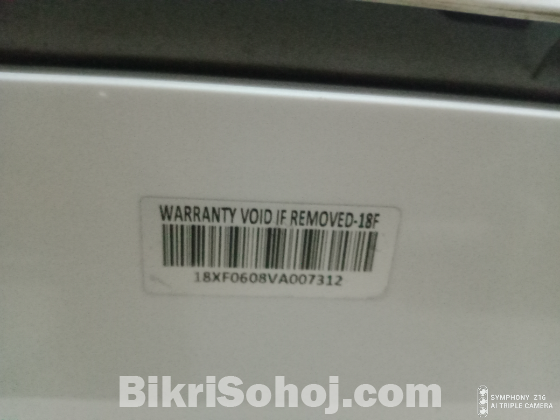 WARRANTY VOID IF REMOVED-18F
18XF0608VA007312
BikriSohoj.com
SYMPHONY Z16
AI TRIPLE CAMERA